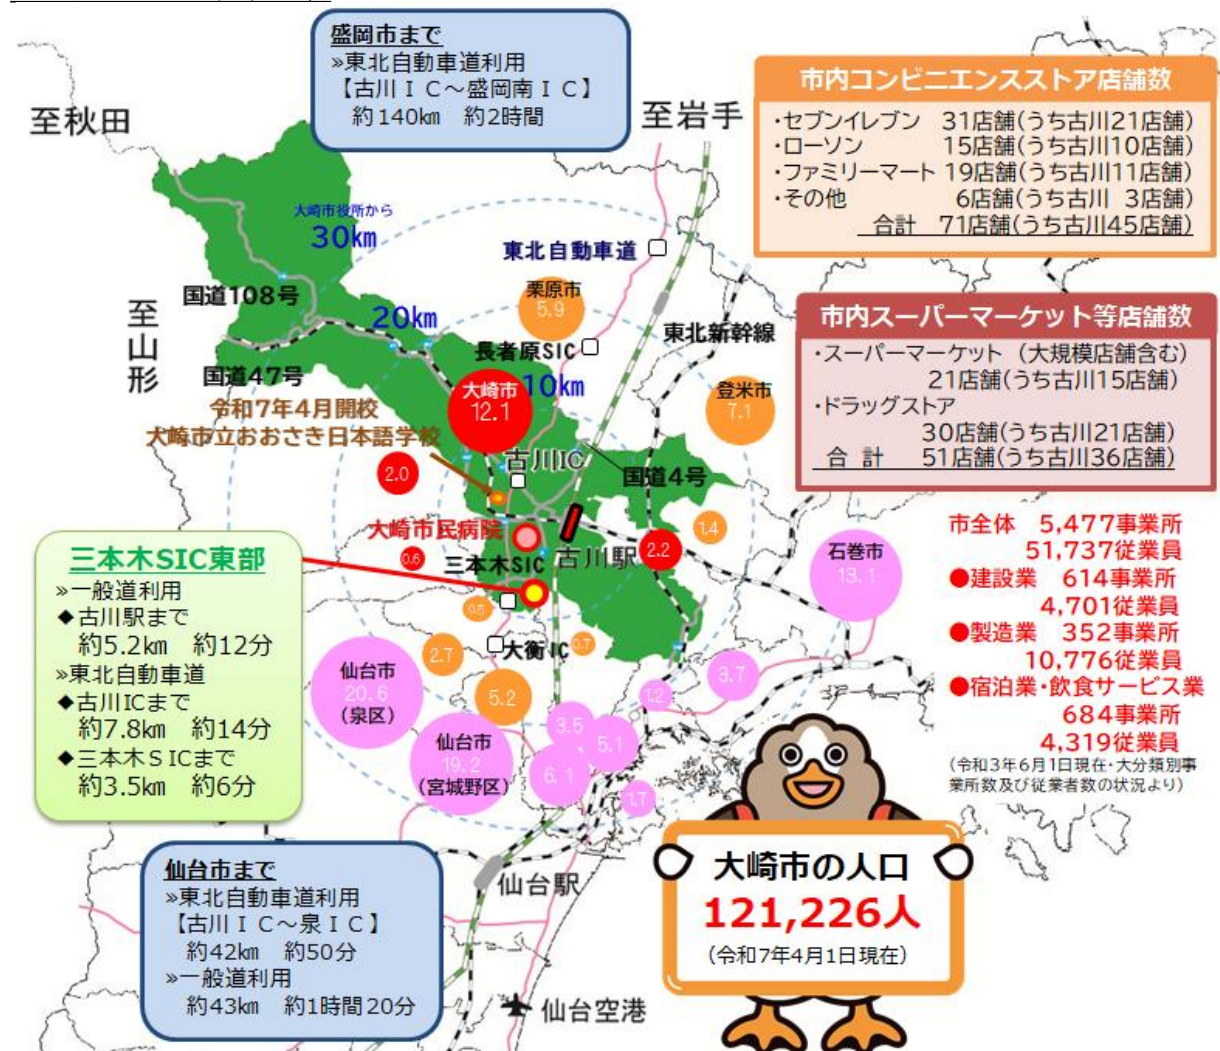 盛岡市まで
»東北自動車道利用
【古川ＩＣ～盛岡南ＩＣ】
約140㎞ 約2時間
至秋田
至岩手
市内コンビニエンスストア店舗数
・セブンイレブン 31店舗(うち古川21店舗)
・ローソン 15店舗(うち古川10店舗)
・ファミリーマート 19店舗(うち古川11店舗)
・その他 6店舗(うち古川 3店舗)
合計 71店舗(うち古川45店舗)
大崎市役所から
30㎞
東北自動車道
栗原市
5.9
国道108号
至山形
20㎞
長者原SIC
東北新幹線
市内スーパーマーケット等店舗数
・スーパーマーケット （大規模店舗含む）
21店舗(うち古川15店舗)
・ドラッグストア
30店舗(うち古川21店舗)
合 計 51店舗(うち古川36店舗)
国道47号
10㎞
大崎市
12.1
登米市
7.1
令和7年4月開校
大崎市立おおさき日本語学校
古川IC
国道4号
2.0
大崎市民病院
古川駅
2.2
1.4
石巻市
13.1
0.6
三本木SIC
0.5
大衡IC
0.7
2.7
5.2
3.7
1.2
3.5
5.1
6.1
1.7
仙台市
20.6
（泉区）
仙台市
19.2
（宮城野区）
三本木SIC東部
»一般道利用
◆古川駅まで
約5.2㎞ 約12分
»東北自動車道
◆古川ICまで
約7.8㎞ 約14分
◆三本木ＳICまで
約3.5㎞ 約6分
市全体 5,477事業所
51,737従業員
●建設業 614事業所
4,701従業員
●製造業 352事業所
10,776従業員
●宿泊業・飲食サービス業
684事業所
4,319従業員
（令和3年6月1日現在・大分類別事
業所数及び従業者数の状況より）
仙台市まで
»東北自動車道利用
【古川ＩＣ～泉ＩＣ】
約42㎞ 約50分
»一般道利用
約43㎞ 約1時間20分
仙台駅
仙台空港
大崎市の人口
121,226人
（令和7年4月1日現在）